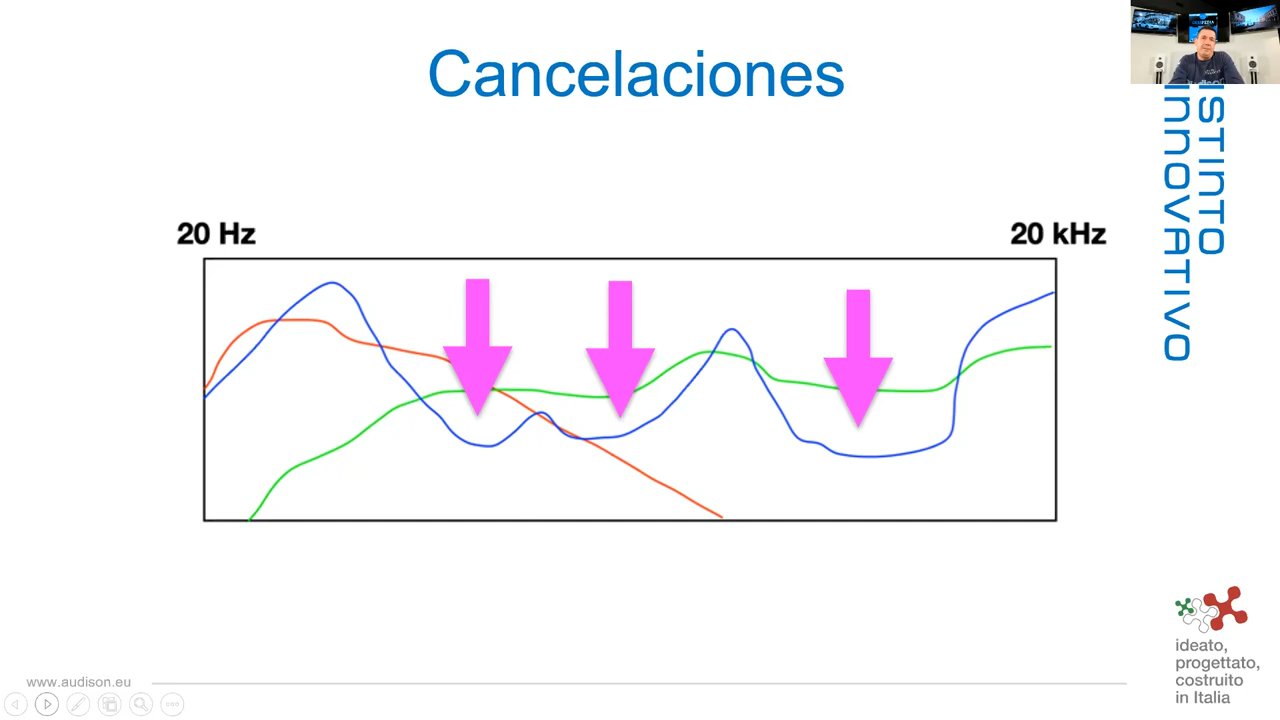 Cancelaciones
20 Hz
20 kHz
ISTINTO
INNOVATIVO
ideato,
progettato,
costruito
in Italia
www.audison.eu